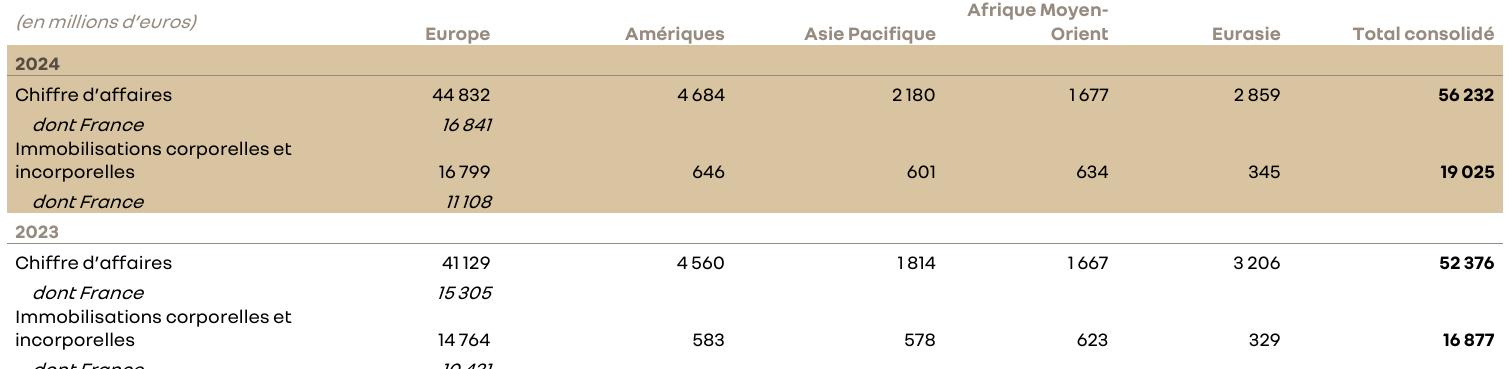 (en millions d'euros) Europe Amériques Asie Pacifique Afrique Moyen-
Orient Eurasie Total consolidé
2024
Chiffre d'affaires 44 832 4 684 2 180 1 677 2 859 56 232
dont France 16 841
Immobilisations corporelles et
incorporelles 16 799 646 601 634 345 19 025
dont France 11 108
2023
Chiffre d'affaires 41 129 4 560 1 814 1 667 3 206 52 376
dont France 15 305
Immobilisations corporelles et
incorporelles 14 764 583 578 623 329 16 877
dont France